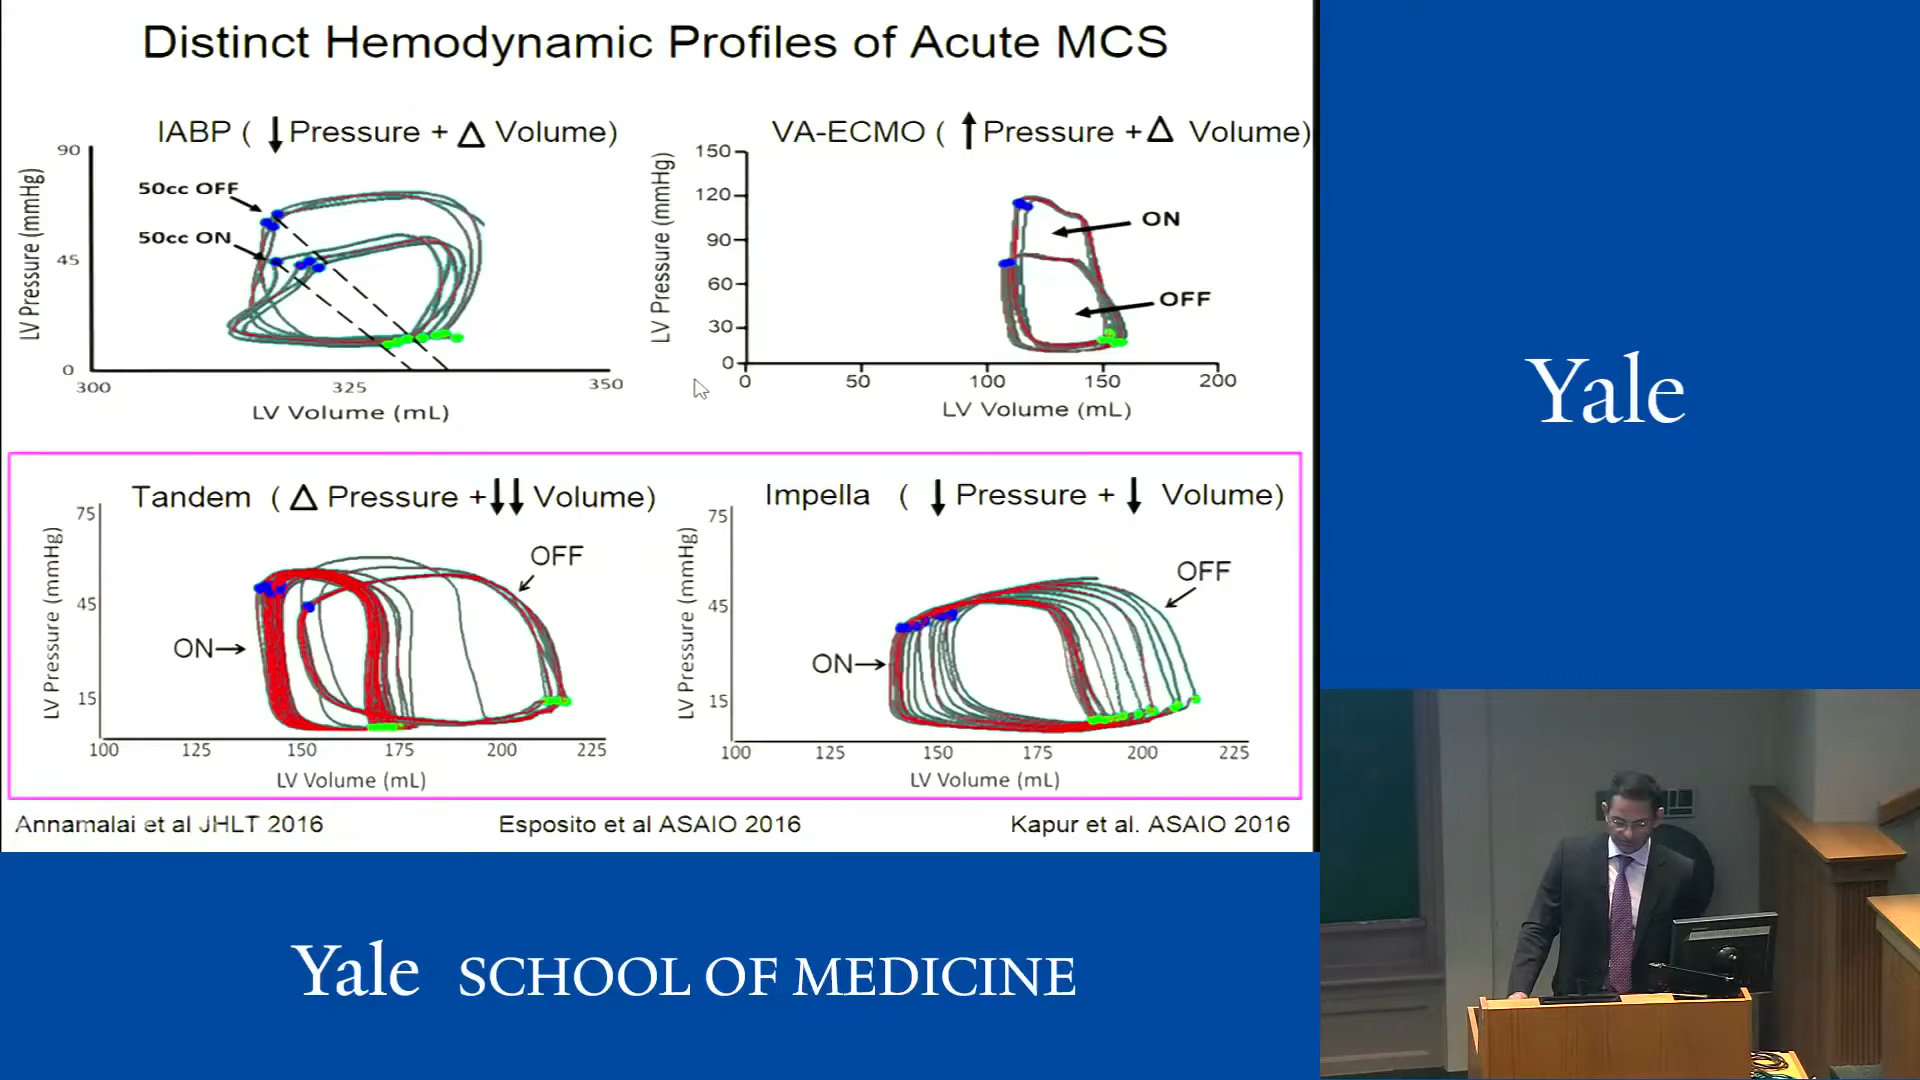 Distinct Hemodynamic Profiles of Acute MCS
IABP ( ↓ Pressure + Δ Volume)
90
45
0
LV Pressure (mmHg)
50cc OFF
50cc ON
300 325 350
LV Volume (mL)
VA-ECMO ( ↑ Pressure + Δ Volume)
150
120
90
60
30
0
LV Pressure (mmHg)
ON
OFF
0 50 100 150 200
LV Volume (mL)
Tandem ( Δ Pressure + ↓↓ Volume)
75
45
15
LV Pressure (mmHg)
OFF
ON
100 125 150 175 200 225
LV Volume (mL)
Impella ( ↓ Pressure + ↓ Volume)
75
45
15
LV Pressure (mmHg)
OFF
ON
100 125 150 175 200 225
LV Volume (mL)
Annamalai et al JHLT 2016
Esposito et al ASAIO 2016
Kapur et al. ASAIO 2016
Yale
Yale SCHOOL OF MEDICINE